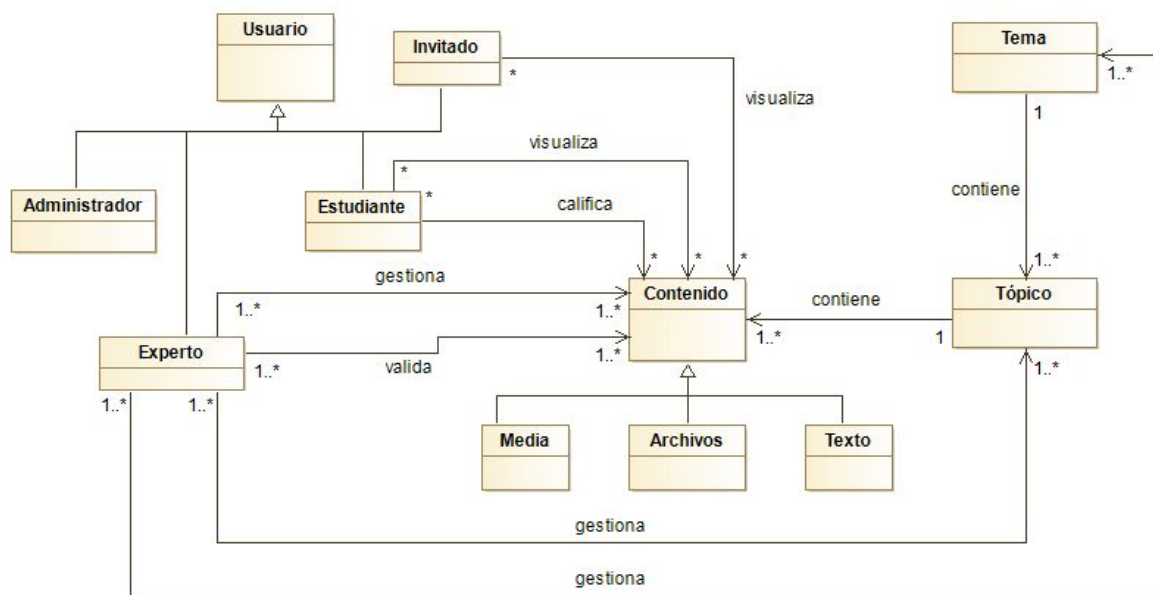 Usuario
Invitado
Tema
*
1..*
visualiza
1
visualiza
*
Administrador
Estudiante
*
califica
contiene
*
*
*
1..*
gestiona
Contenido
contiene
Tópico
1..*
1..*
1..*
1
Experto
1..*
valida
1..*
1..*
1..*
1..*
Media
Archivos
Texto
gestiona
gestiona